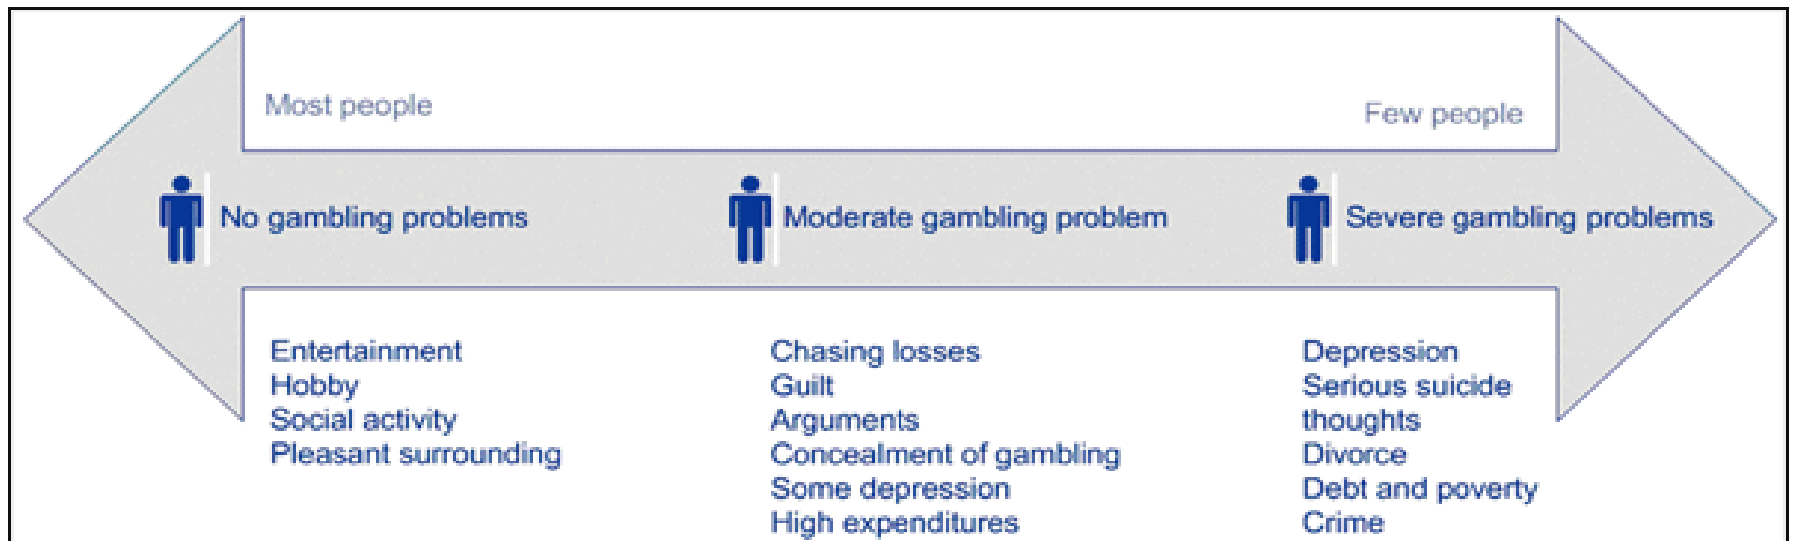 Most people
Few people
No gambling problems
Moderate gambling problem
Severe gambling problems
Entertainment
Hobby
Social activity
Pleasant surrounding
Chasing losses
Guilt
Arguments
Concealment of gambling
Some depression
High expenditures
Depression
Serious suicide
thoughts
Divorce
Debt and poverty
Crime